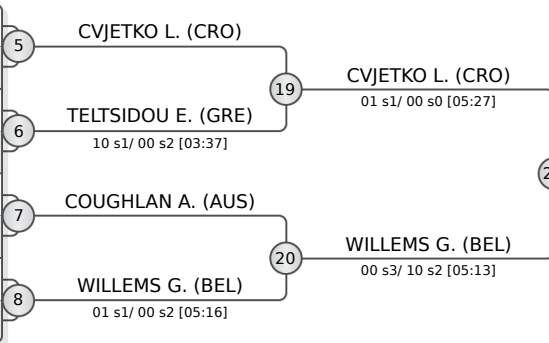 5
CVJETKO L. (CRO)
19
CVJETKO L. (CRO)
01 s1/ 00 s0 [05:27]
6
TELTSIDOU E. (GRE)
10 s1/ 00 s2 [03:37]
7
COUGHLAN A. (AUS)
20
WILLEMS G. (BEL)
00 s3/ 10 s2 [05:13]
8
WILLEMS G. (BEL)
01 s1/ 00 s2 [05:16]